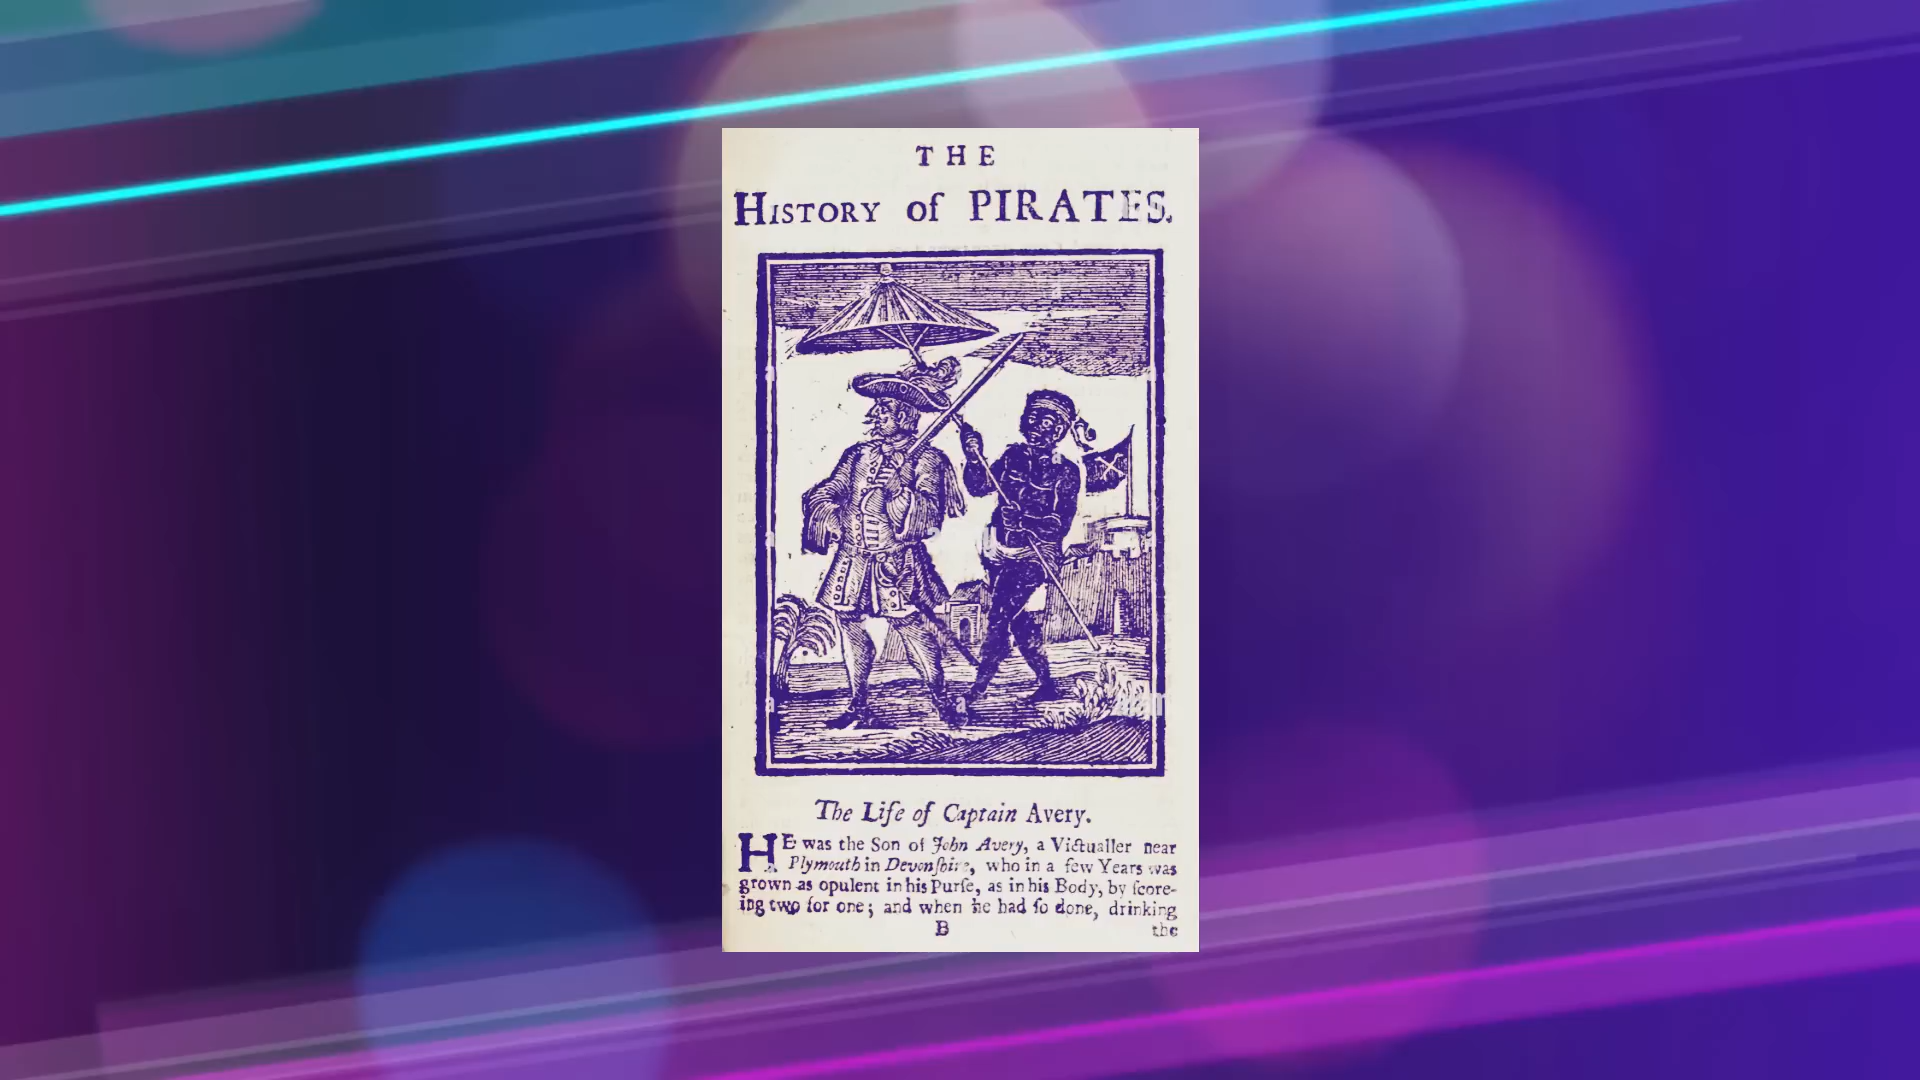 THE
HISTORY of PIRATES.
The Life of Captain Avery.
HE was the Son of John Avery, a Victualler near
Plymouth in Devonſhire, who in a few Years was
grown as opulent in his Purſe, as in his Body, by ſcore-
ing two for one; and when he had ſo done, drinking
B
the